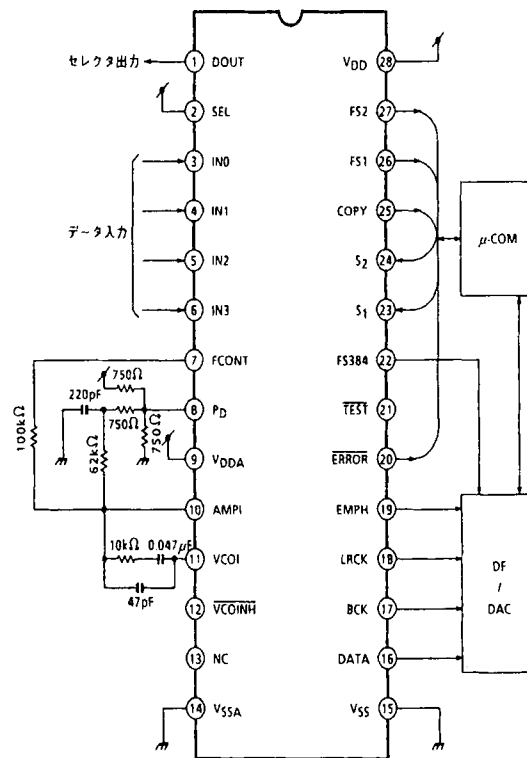 セレクタ出力
1 DOUT
2 SEL
3 IN0
4 IN1
データ入力
5 IN2
6 IN3
7 FCONT
750Ω
220pF
750Ω
750Ω
8 PD
100kΩ
62kΩ
9 VDDA
10 AMPI
10kΩ 0.047μF
11 VCOI
47pF
12 VCOINH
13 NC
14 VSSA
VDD 28
FS2 27
FS1 26
COPY 25
S2 24
S1 23
FS384 22
TEST 21
ERROR 20
EMPH 19
LRCK 18
BCK 17
DATA 16
VSS 15
μ-COM
DF
/
DAC